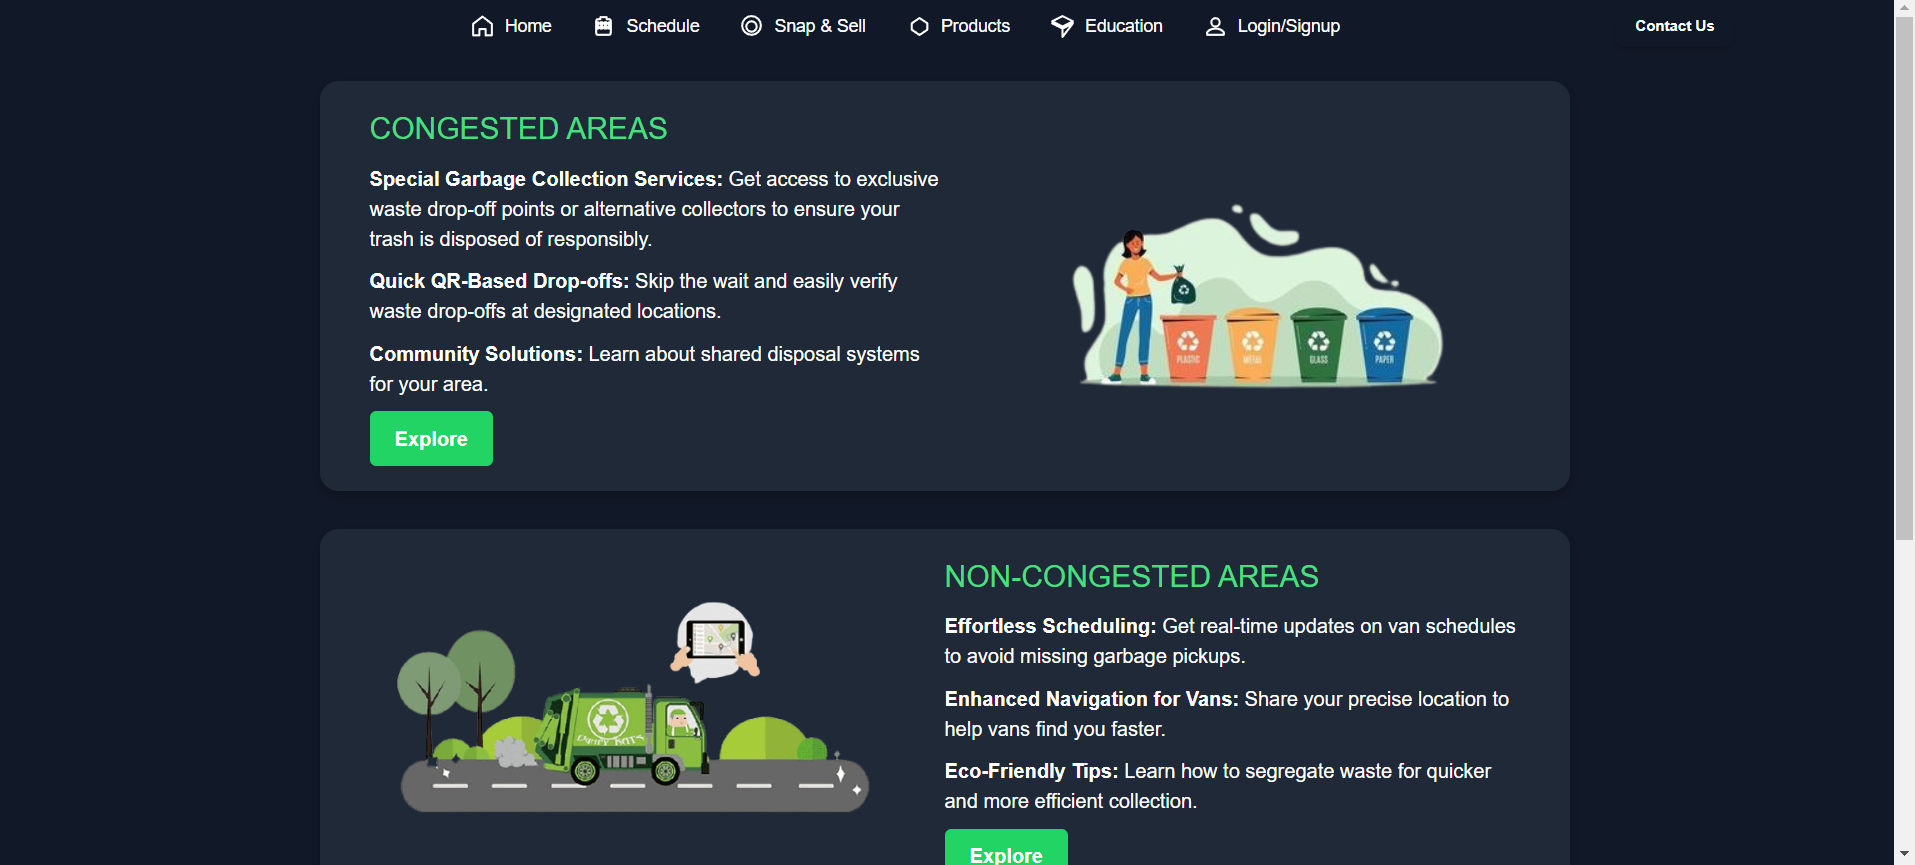 Home Schedule Snap & Sell Products Education Login/Signup Contact Us
CONGESTED AREAS
Special Garbage Collection Services: Get access to exclusive
waste drop-off points or alternative collectors to ensure your
trash is disposed of responsibly.
Quick QR-Based Drop-offs: Skip the wait and easily verify
waste drop-offs at designated locations.
Community Solutions: Learn about shared disposal systems
for your area.
Explore
PLASTIC METAL GLASS PAPER
NON-CONGESTED AREAS
Effortless Scheduling: Get real-time updates on van schedules
to avoid missing garbage pickups.
Enhanced Navigation for Vans: Share your precise location to
help vans find you faster.
Eco-Friendly Tips: Learn how to segregate waste for quicker
and more efficient collection.
Explore